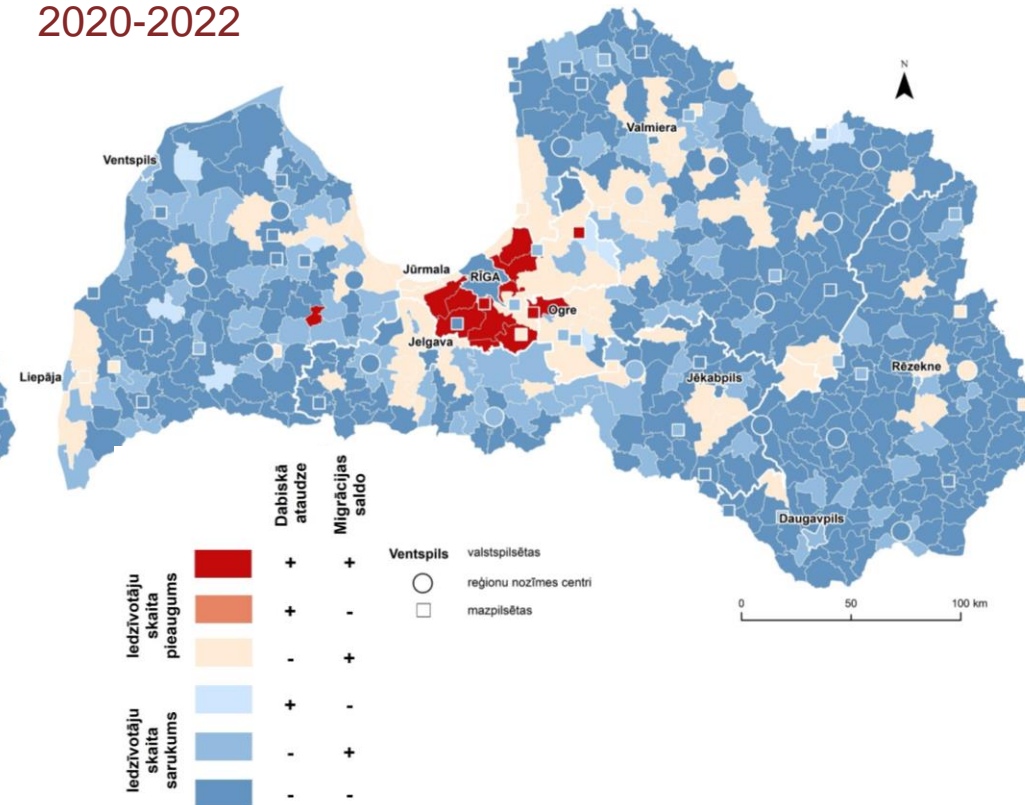 2020-2022
N
Valmiera
Ventspils
Jūrmala
RĪGA
Ogre
Jelgava
Rēzekne
Liepāja
Jēkabpils
Daugavpils
Dabiskā
ataudze
Migrācijas
saldo
Iedzīvotāju
skaita
pieaugums
+ +
+ -
- +
Iedzīvotāju
skaita
sarukums
+ -
- +
- -
Ventspils valstspilsētas
reģionu nozīmes centri
mazpilsētas
0 50 100 km